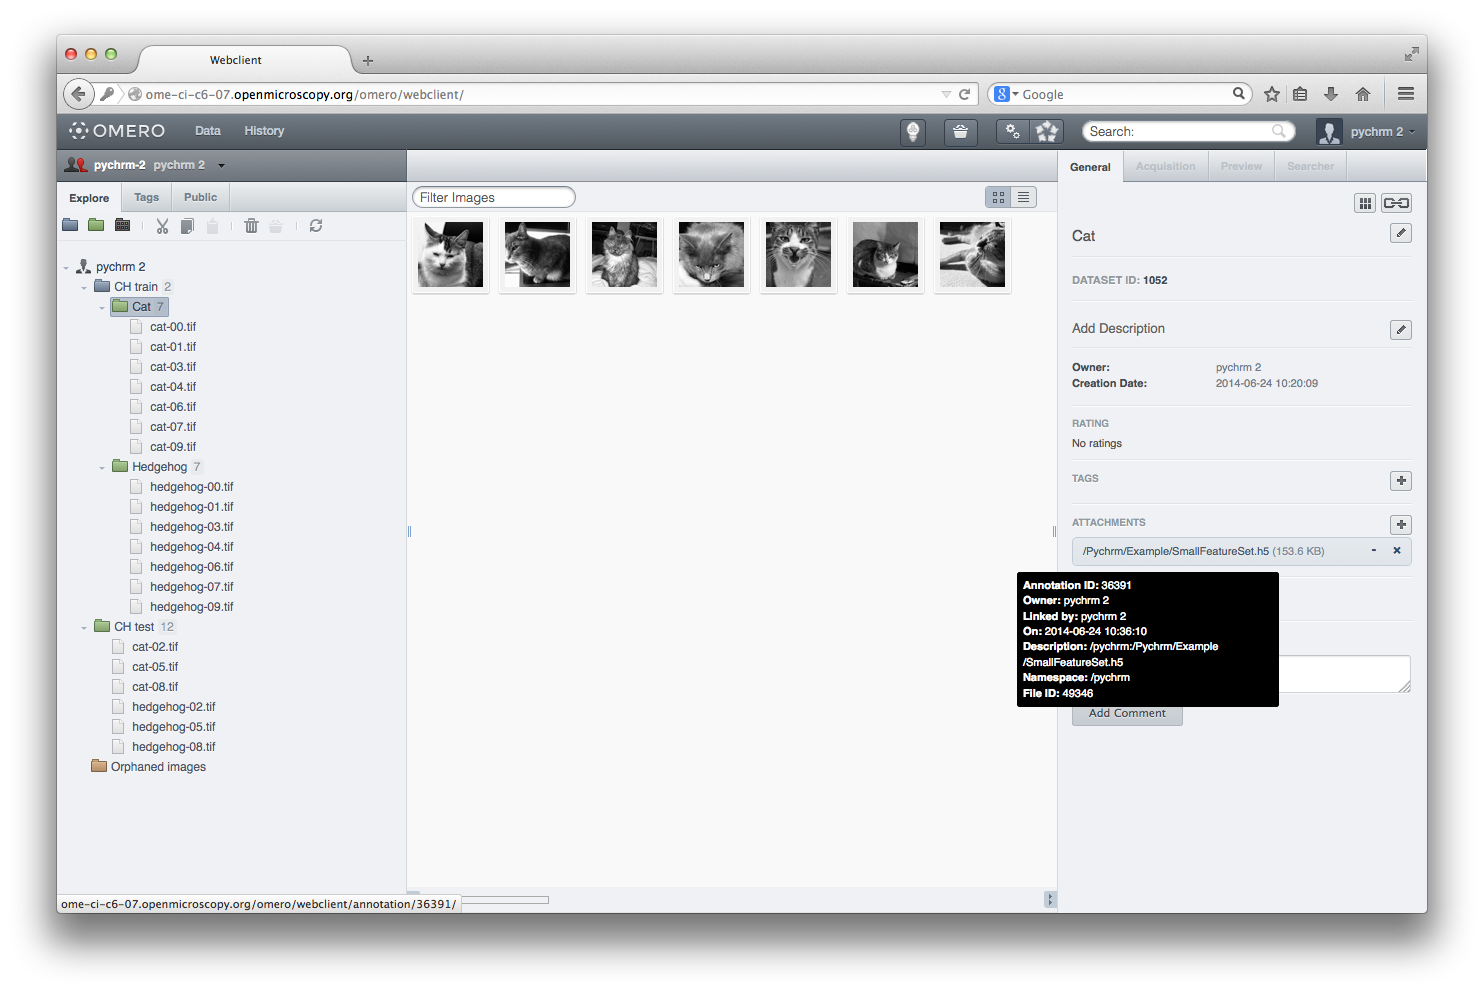 Webclient
ome-ci-c6-07.openmicroscopy.org/omero/webclient/
Google
OMERO Data History
Search:
pychrm 2
pychrm-2 pychrm 2
Explore Tags Public
Filter Images
General Acquisition Preview Searcher
pychrm 2
CH train 2
Cat 7
cat-00.tif
cat-01.tif
cat-03.tif
cat-04.tif
cat-06.tif
cat-07.tif
cat-09.tif
Hedgehog 7
hedgehog-00.tif
hedgehog-01.tif
hedgehog-03.tif
hedgehog-04.tif
hedgehog-06.tif
hedgehog-07.tif
hedgehog-09.tif
CH test 12
cat-02.tif
cat-05.tif
cat-08.tif
hedgehog-02.tif
hedgehog-05.tif
hedgehog-08.tif
Orphaned images
Cat
DATASET ID: 1052
Add Description
Owner: pychrm 2
Creation Date: 2014-06-24 10:20:09
RATING
No ratings
TAGS
ATTACHMENTS
/Pychrm/Example/SmallFeatureSet.h5 (153.6 KB)
Annotation ID: 36391
Owner: pychrm 2
Linked by: pychrm 2
On: 2014-06-24 10:36:10
Description: /pychrm:/Pychrm/Example
/SmallFeatureSet.h5
Namespace: /pychrm
File ID: 49346
Add Comment
ome-ci-c6-07.openmicroscopy.org/omero/webclient/annotation/36391/